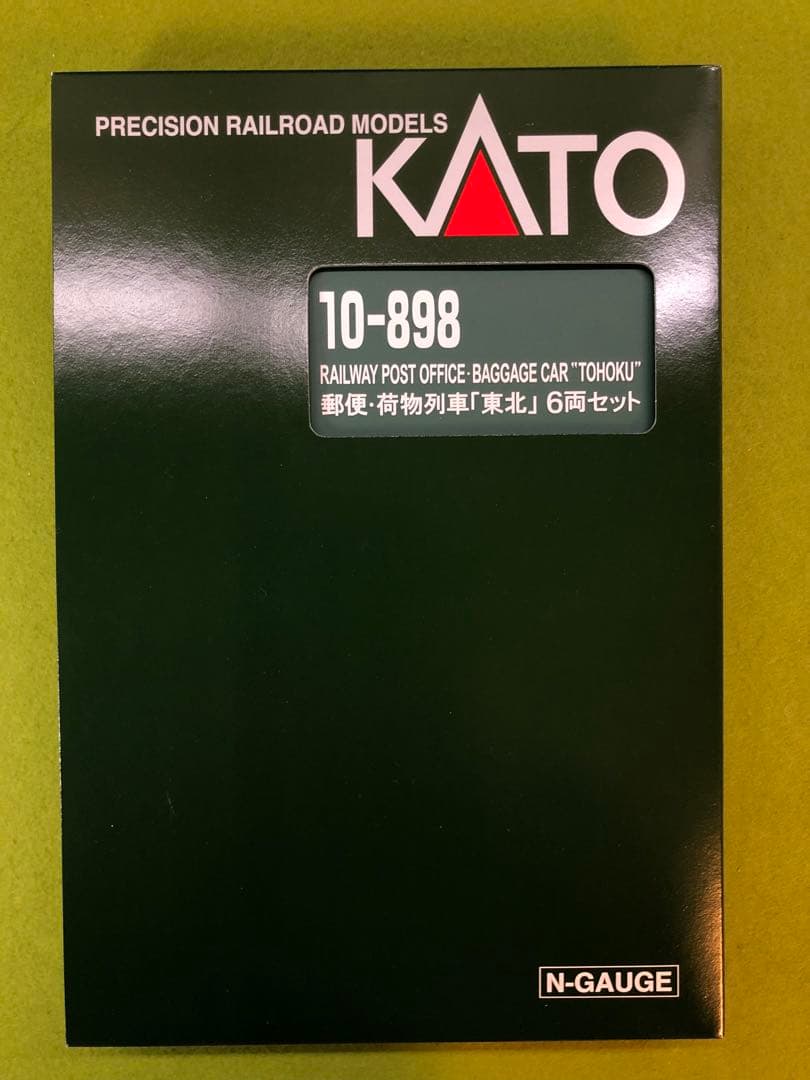 PRECISION RAILROAD MODELS
KATO
10-898
RAILWAY POST OFFICE·BAGGAGE CAR "TOHOKU"
郵便·荷物列車「東北」 6両セット
N-GAUGE